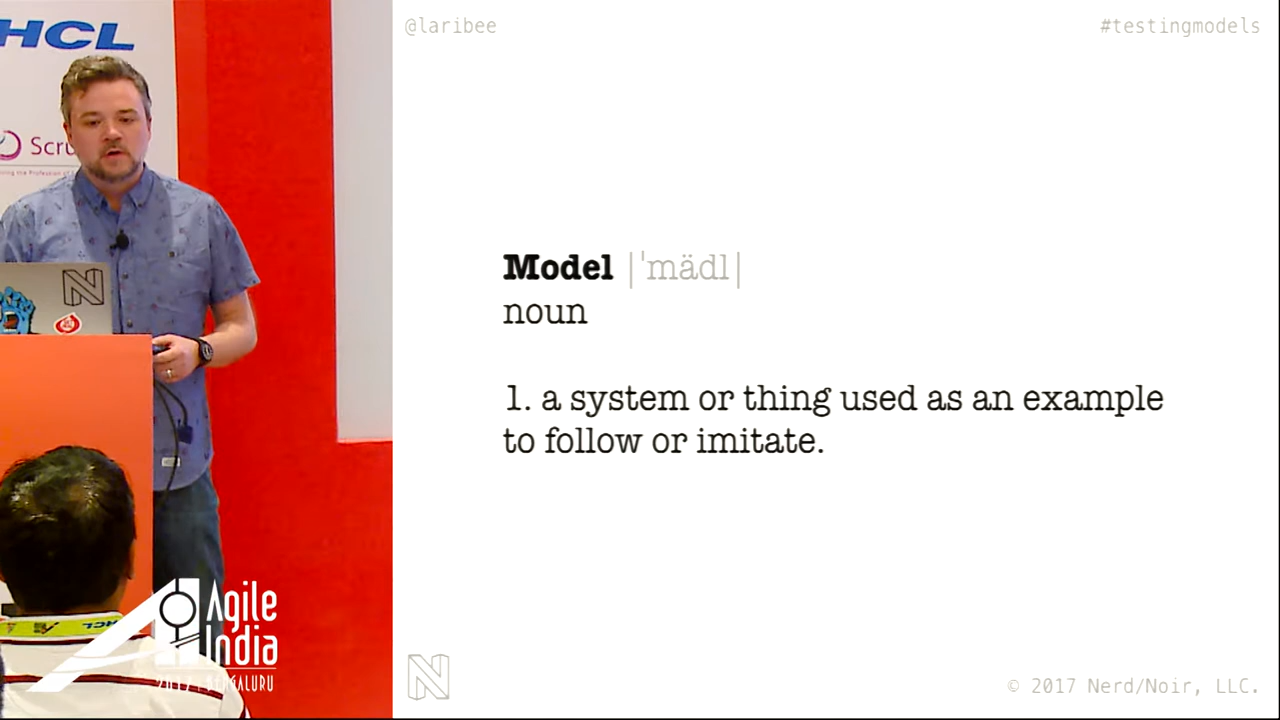 HCL
@laribee
#testingmodels
Model |ˈmädl|
noun
1. a system or thing used as an example
to follow or imitate.
Agile
India
HCL
© 2017 Nerd/Noir, LLC.